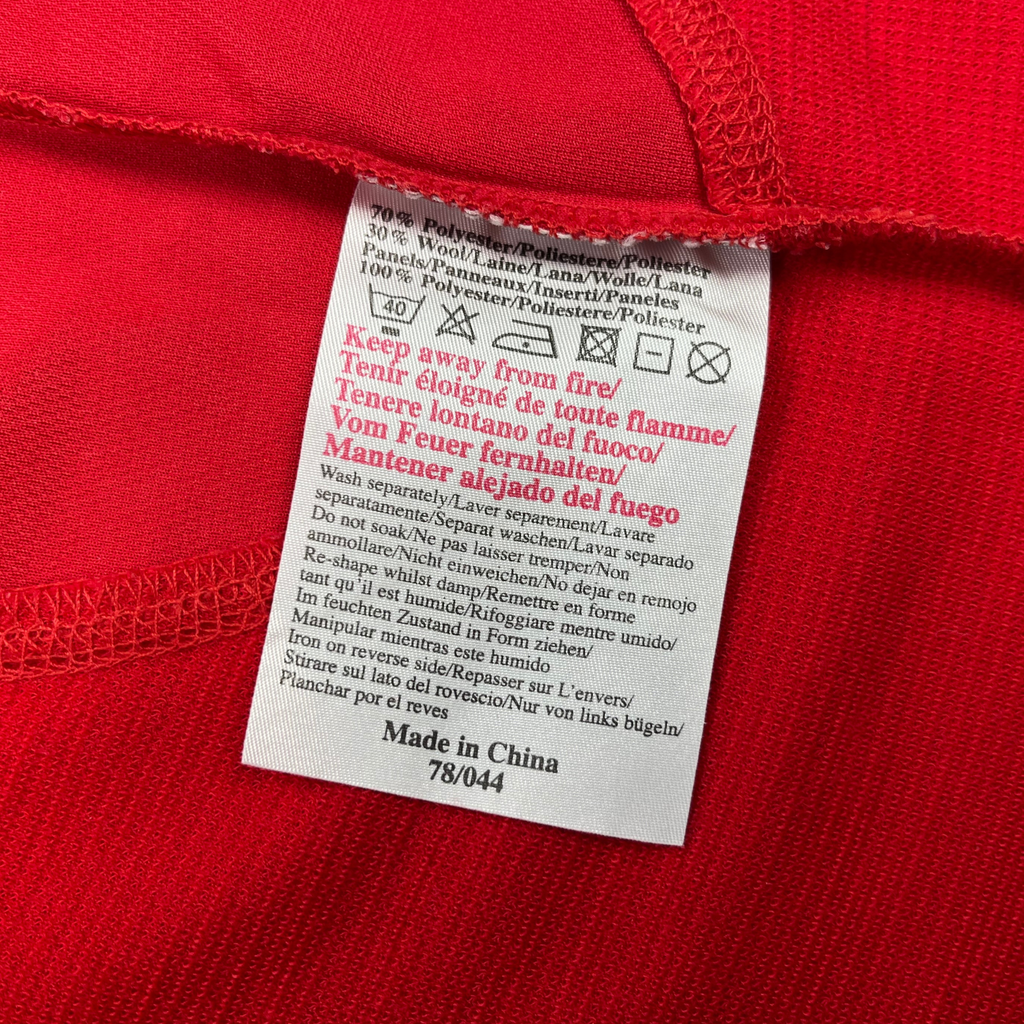 70% Polyester/Poliestere/Poliester
30% Wool/Laine/Lana/Wolle/Lana
Panels/Panneaux/Inserti/Paneles
100% Polyester/Poliestere/Poliester
40
Keep away from fire/
Tenir éloigné de toute flamme/
Tenere lontano del fuoco/
Vom Feuer fernhalten/
Mantener alejado del fuego
Wash separately/Laver separement/Lavare
separatamente/Separat waschen/Lavar separado
Do not soak/Ne pas laisser tremper/Non
ammollare/Nicht einweichen/No dejar en remojo
Re-shape whilst damp/Remettre en forme
tant qu'il est humide/Rifoggiare mentre umido/
Im feuchten Zustand in Form ziehen/
Manipular mientras este humido
Iron on reverse side/Repasser sur L'envers/
Stirare sul lato del rovescio/Nur von links bügeln/
Planchar por el reves
Made in China
78/044